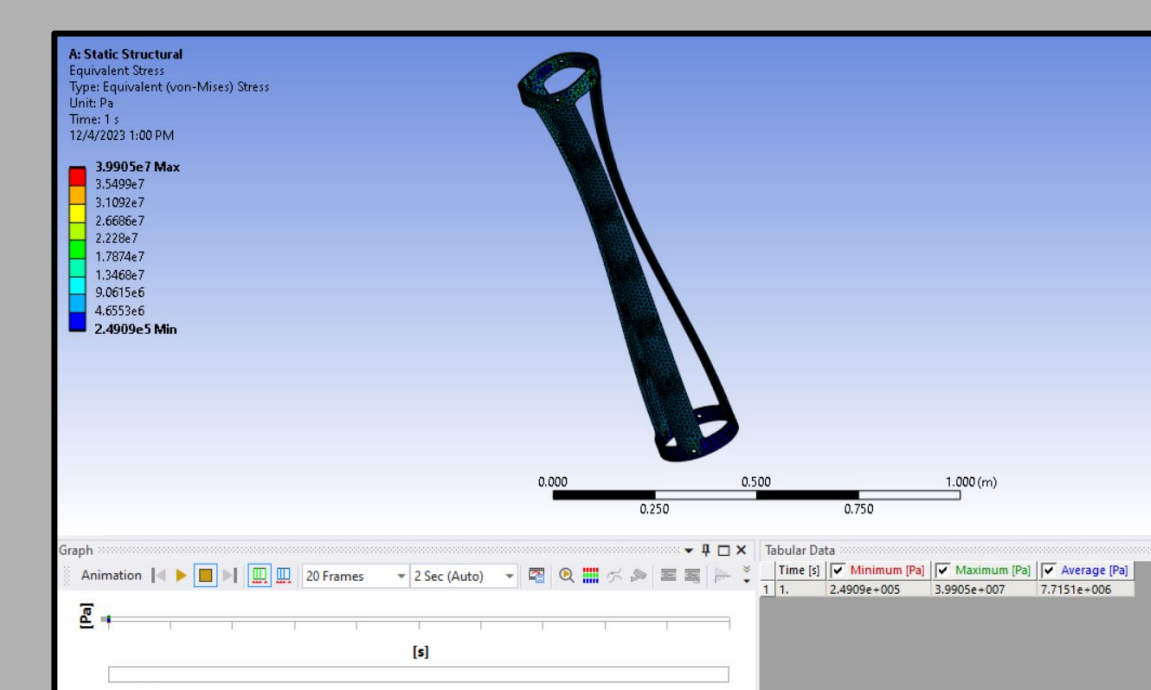 A: Static Structural
Equivalent Stress
Type: Equivalent (von-Mises) Stress
Unit: Pa
Time: 1 s
12/4/2023 1:00 PM
3.9905e7 Max
3.5499e7
3.1092e7
2.6686e7
2.228e7
1.7874e7
1.3468e7
9.0615e6
4.6553e6
2.4909e5 Min
0.000 0.500 1.000 (m)
0.250 0.750
Graph
Animation 20 Frames 2 Sec (Auto)
[Pa]
[s]
Tabular Data
Time [s] Minimum [Pa] Maximum [Pa] Average [Pa]
1 1. 2.4909e+005 3.9905e+007 7.7151e+006